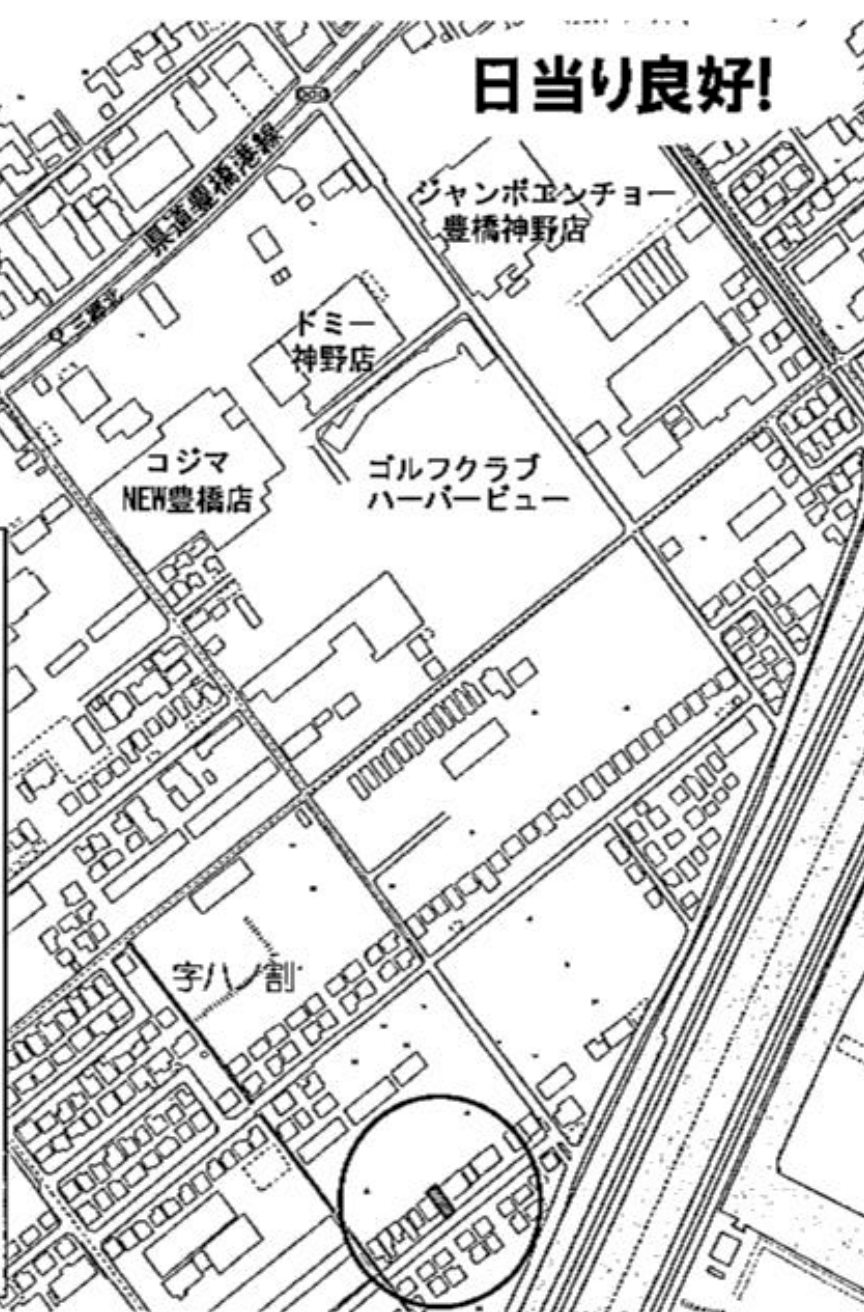 日当り良好!
県道豊橋港線
ジャンボエンチョー
豊橋神野店
ドミー
神野店
コジマ
NEW豊橋店
ゴルフクラブ
ハーバービュー
字ハノ割